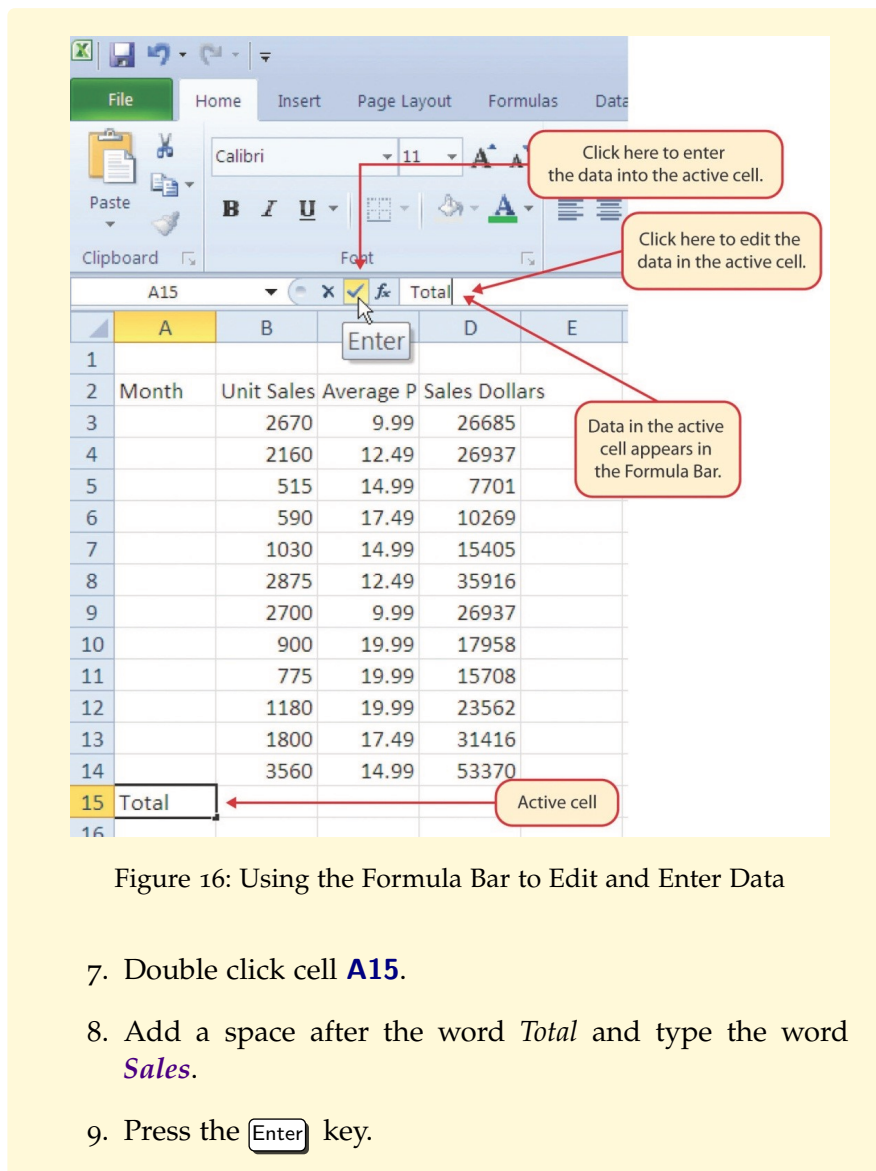 File Home Insert Page Layout Formulas Data
Calibri 11 A A
Click here to enter
the data into the active cell.
Paste
B I U A
Click here to edit the
data in the active cell.
Clipboard Font
A15 fx Total
A B D E
Enter
1
2 Month Unit Sales Average P Sales Dollars
3 2670 9.99 26685
4 2160 12.49 26937
5 515 14.99 7701
6 590 17.49 10269
7 1030 14.99 15405
8 2875 12.49 35916
9 2700 9.99 26937
10 900 19.99 17958
11 775 19.99 15708
12 1180 19.99 23562
13 1800 17.49 31416
14 3560 14.99 53370
15 Total
16
Data in the active
cell appears in
the Formula Bar.
Active cell
Figure 16: Using the Formula Bar to Edit and Enter Data
7. Double click cell A15.
8. Add a space after the word Total and type the word
Sales.
9. Press the Enter key.